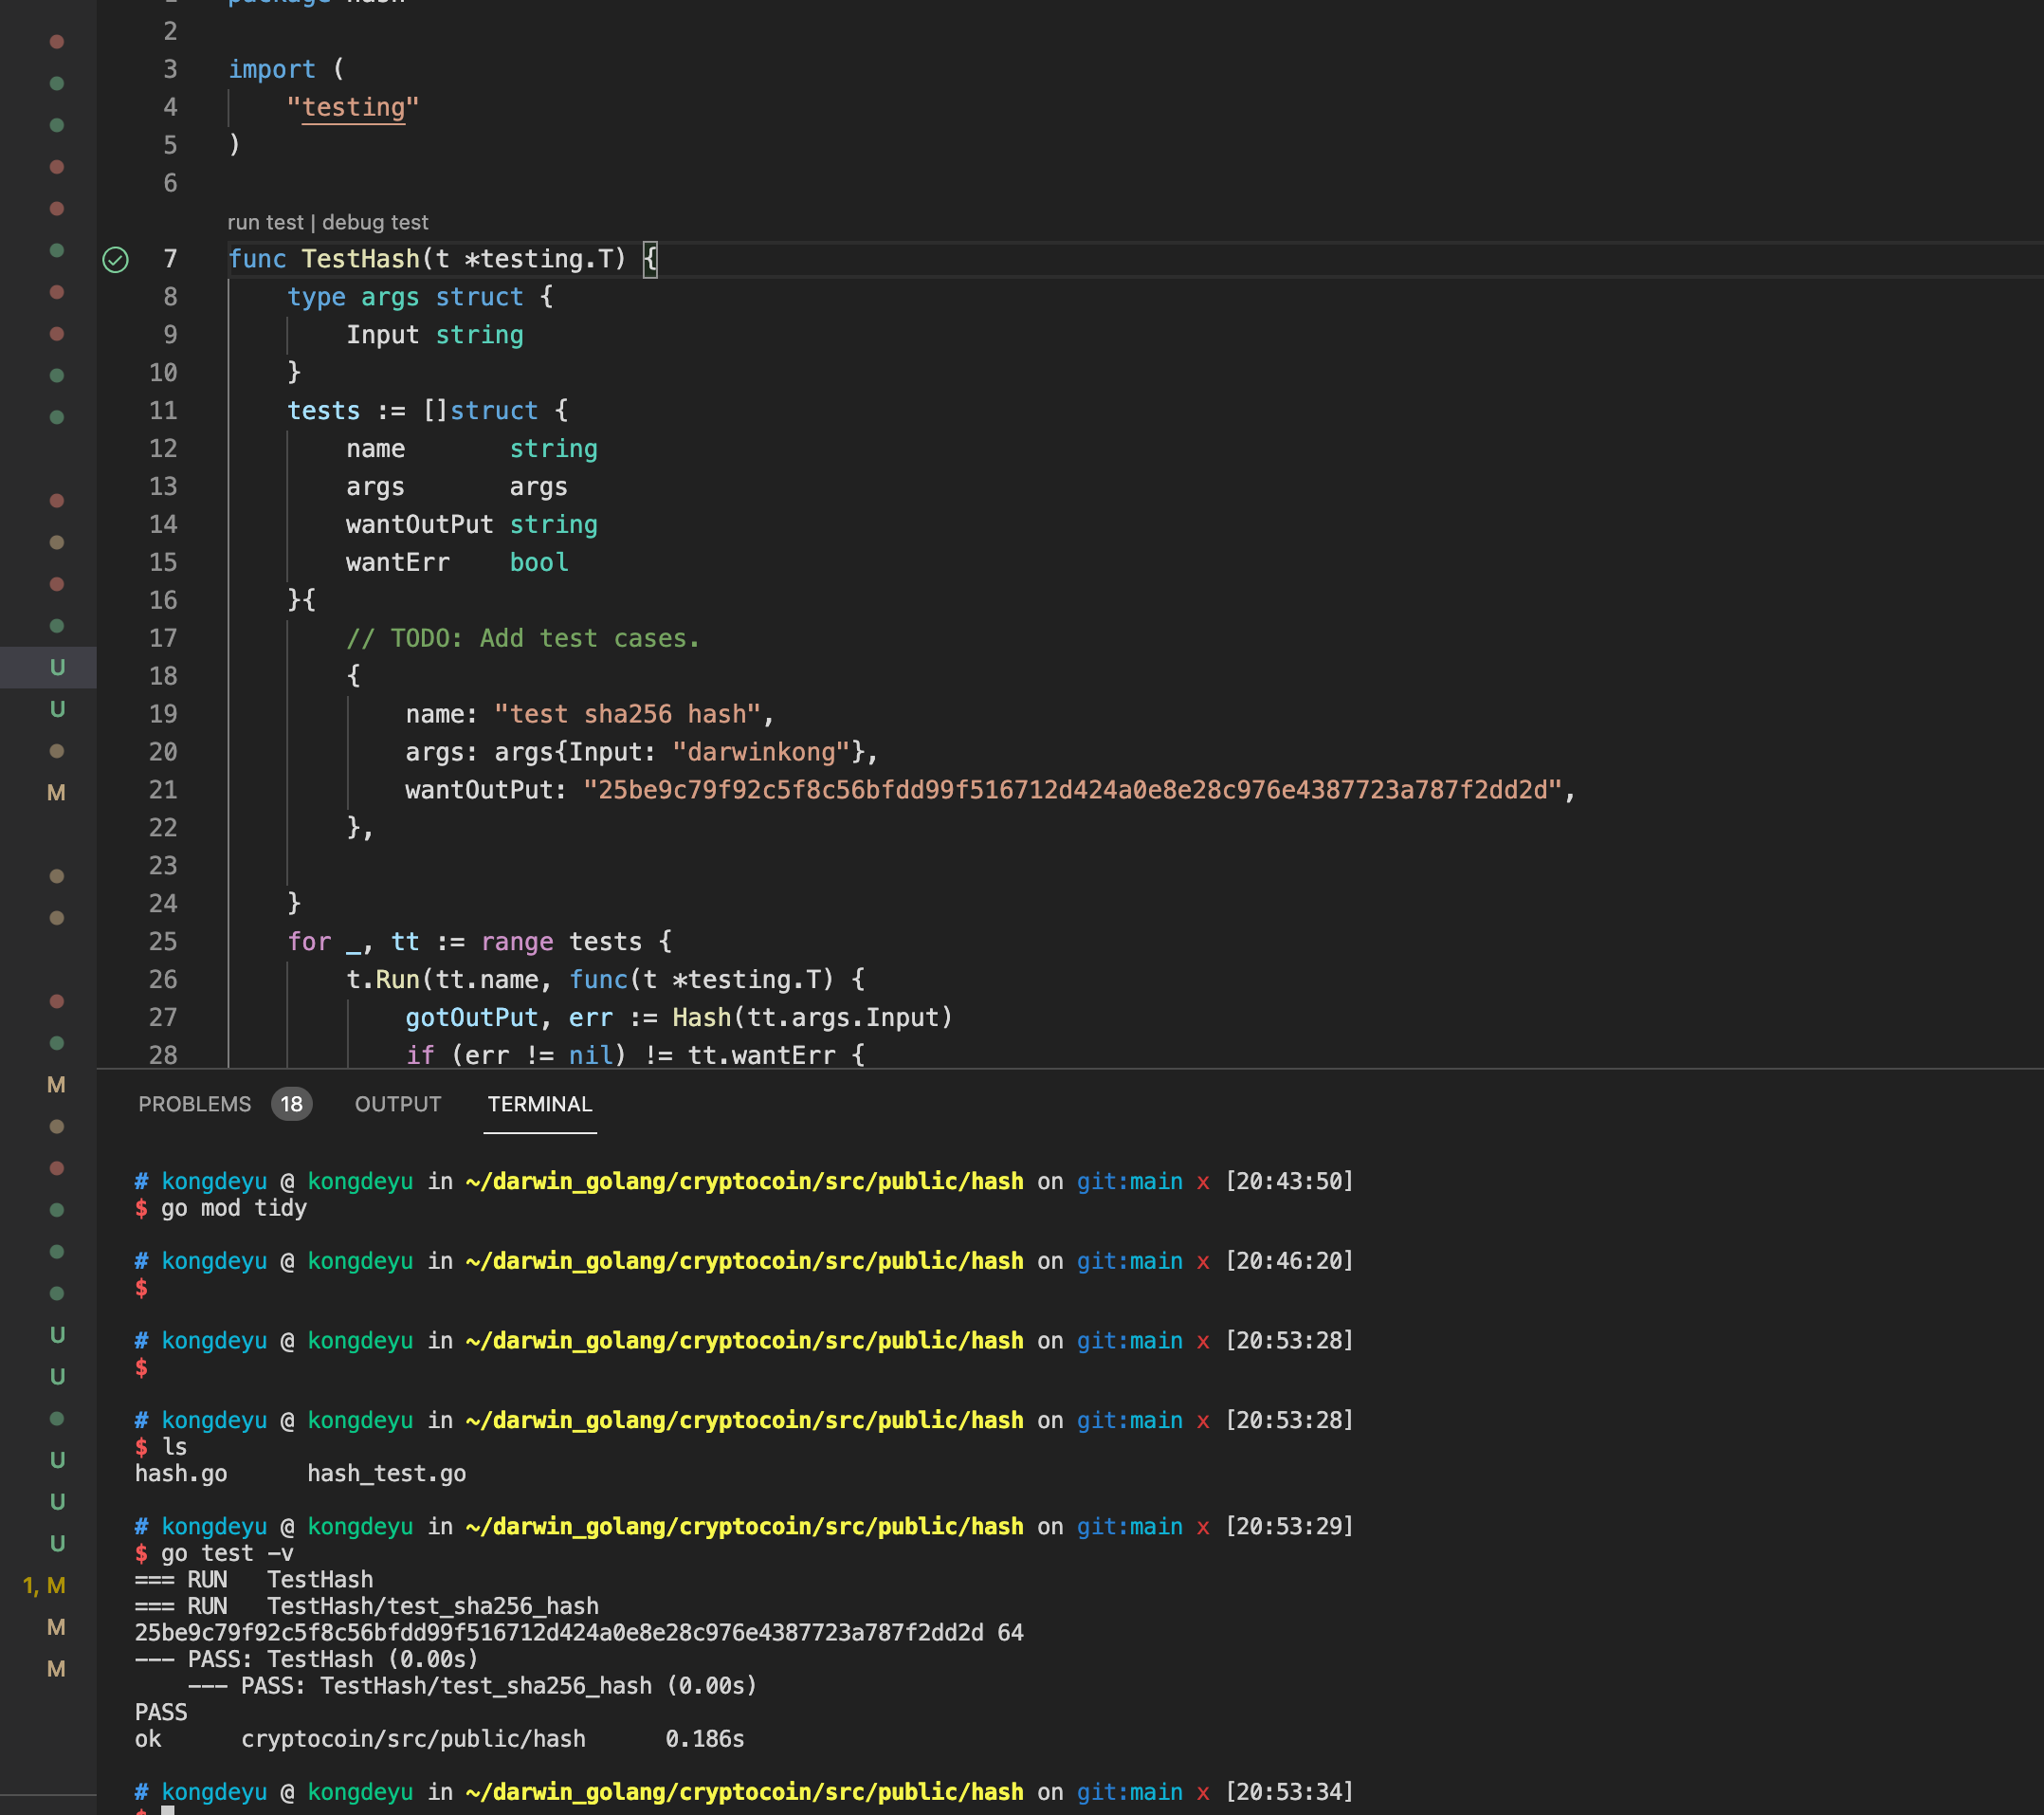 package hash
2
3 import (
4 "testing"
5 )
6
run test | debug test
7 func TestHash(t *testing.T) {
8 type args struct {
9 Input string
10 }
11 tests := []struct {
12 name string
13 args args
14 wantOutPut string
15 wantErr bool
16 }{
17 // TODO: Add test cases.
U
18 {
U
19 name: "test sha256 hash",
20 args: args{Input: "darwinkong"},
M
21 wantOutPut: "25be9c79f92c5f8c56bfdd99f516712d424a0e8e28c976e4387723a787f2dd2d",
22 },
23
24 }
25 for _, tt := range tests {
26 t.Run(tt.name, func(t *testing.T) {
27 gotOutPut, err := Hash(tt.args.Input)
28 if (err != nil) != tt.wantErr {
M
PROBLEMS 18 OUTPUT TERMINAL
# kongdeyu @ kongdeyu in ~/darwin_golang/cryptocoin/src/public/hash on git:main x [20:43:50]
$ go mod tidy
# kongdeyu @ kongdeyu in ~/darwin_golang/cryptocoin/src/public/hash on git:main x [20:46:20]
$
U
# kongdeyu @ kongdeyu in ~/darwin_golang/cryptocoin/src/public/hash on git:main x [20:53:28]
$
U
# kongdeyu @ kongdeyu in ~/darwin_golang/cryptocoin/src/public/hash on git:main x [20:53:28]
$ ls
U
hash.go hash_test.go
U
# kongdeyu @ kongdeyu in ~/darwin_golang/cryptocoin/src/public/hash on git:main x [20:53:29]
U
$ go test -v
=== RUN TestHash
1, M
=== RUN TestHash/test_sha256_hash
M
25be9c79f92c5f8c56bfdd99f516712d424a0e8e28c976e4387723a787f2dd2d 64
--- PASS: TestHash (0.00s)
M
--- PASS: TestHash/test_sha256_hash (0.00s)
PASS
ok cryptocoin/src/public/hash 0.186s
# kongdeyu @ kongdeyu in ~/darwin_golang/cryptocoin/src/public/hash on git:main x [20:53:34]
$